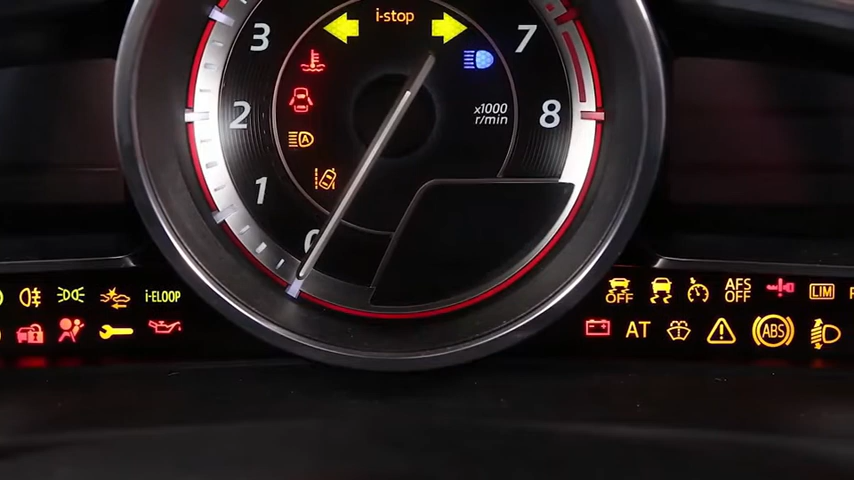 i-stop
3
7
x1000
r/min
2
8
A
1
0
i-ELOOP
OFF
AFS
OFF
LIM
AT
ABS